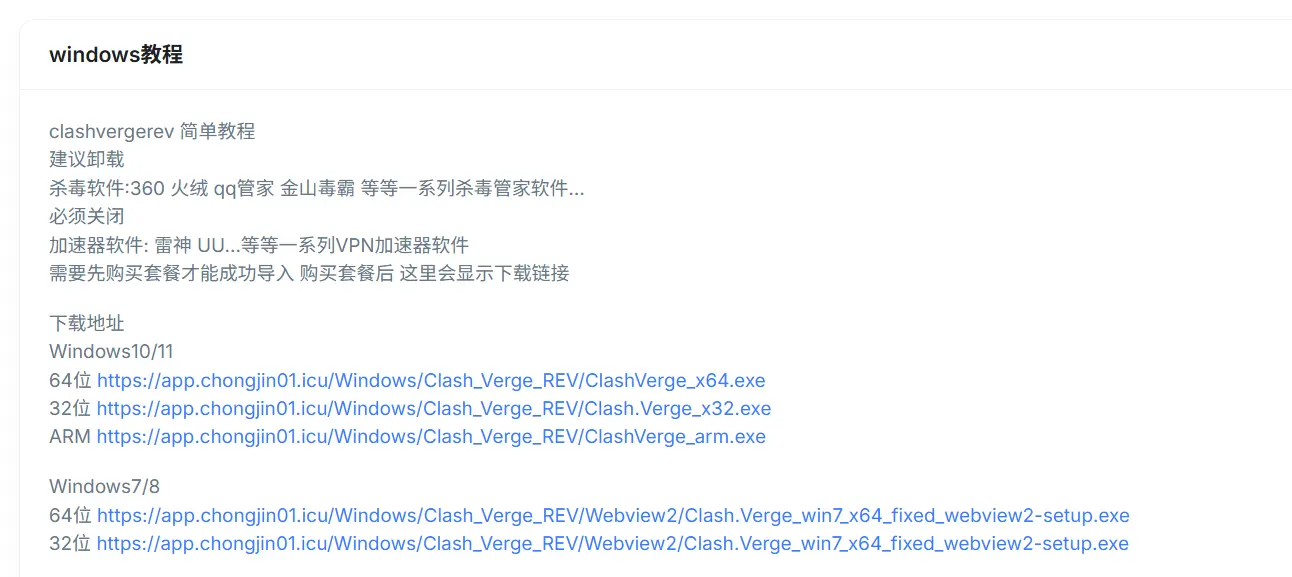 windows教程
clashvergerev 简单教程
建议卸载
杀毒软件:360 火绒 qq管家 金山毒霸 等等一系列杀毒管家软件...
必须关闭
加速器软件: 雷神 UU...等等一系列VPN加速器软件
需要先购买套餐才能成功导入 购买套餐后 这里会显示下载链接
下载地址
Windows10/11
64位 https://app.chongjin01.icu/Windows/Clash_Verge_REV/ClashVerge_x64.exe
32位 https://app.chongjin01.icu/Windows/Clash_Verge_REV/Clash.Verge_x32.exe
ARM https://app.chongjin01.icu/Windows/Clash_Verge_REV/ClashVerge_arm.exe
Windows7/8
64位 https://app.chongjin01.icu/Windows/Clash_Verge_REV/Webview2/Clash.Verge_win7_x64_fixed_webview2-setup.exe
32位 https://app.chongjin01.icu/Windows/Clash_Verge_REV/Webview2/Clash.Verge_win7_x64_fixed_webview2-setup.exe